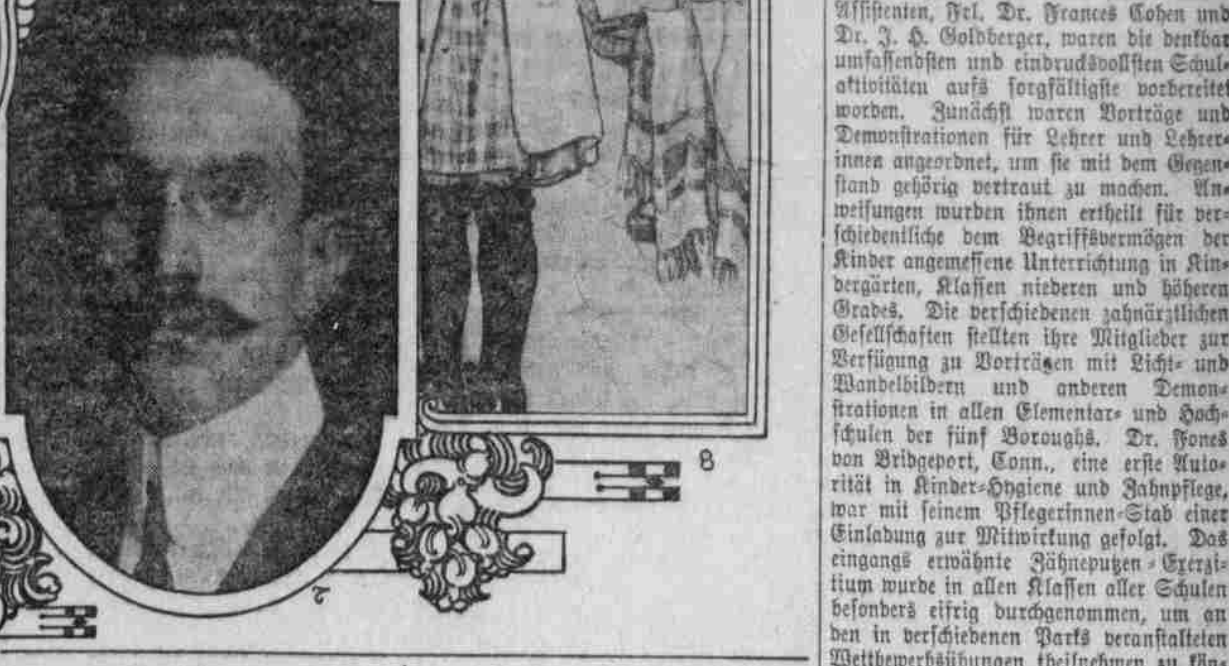 8
2
Assistenten, Frl. Dr. Frances Cohen und
Dr. J. H. Goldberger, waren die denkbar
umfassendsten und eindrucksvollsten Schul-
aktivitäten aufs sorgfältigste vorbereitet
worden. Zunächst waren Vorträge und
Demonstrationen für Lehrer und Lehrer-
innen angeordnet, um sie mit dem Gegen-
stand gehörig vertraut zu machen. An-
weisungen wurden ihnen ertheilt für ver-
schiedentliche dem Begriffsvermögen der
Kinder angemessene Unterrichtung in Kin-
dergärten, Klassen niederen und höheren
Grades. Die verschiedenen zahnärztlichen
Gesellschaften stellten ihre Mitglieder zur
Verfügung zu Vorträgen mit Licht- und
Wandelbildern und anderen Demon-
strationen in allen Elementar- und Hoch-
schulen der fünf Boroughs. Dr. Fones
von Bridgeport, Conn., eine erste Auto-
rität in Kinder-Hygiene und Zahnpflege,
war mit seinem Pflegerinnen-Stab einer
Einladung zur Mitwirkung gefolgt. Das
eingangs erwähnte Zähneputzen-Exerzi-
tium wurde in allen Klassen aller Schulen
besonders eifrig durchgenommen, um an
den in verschiedenen Parks veranstalteten
Wettbewerbsübungen theilnehmen zu kön-